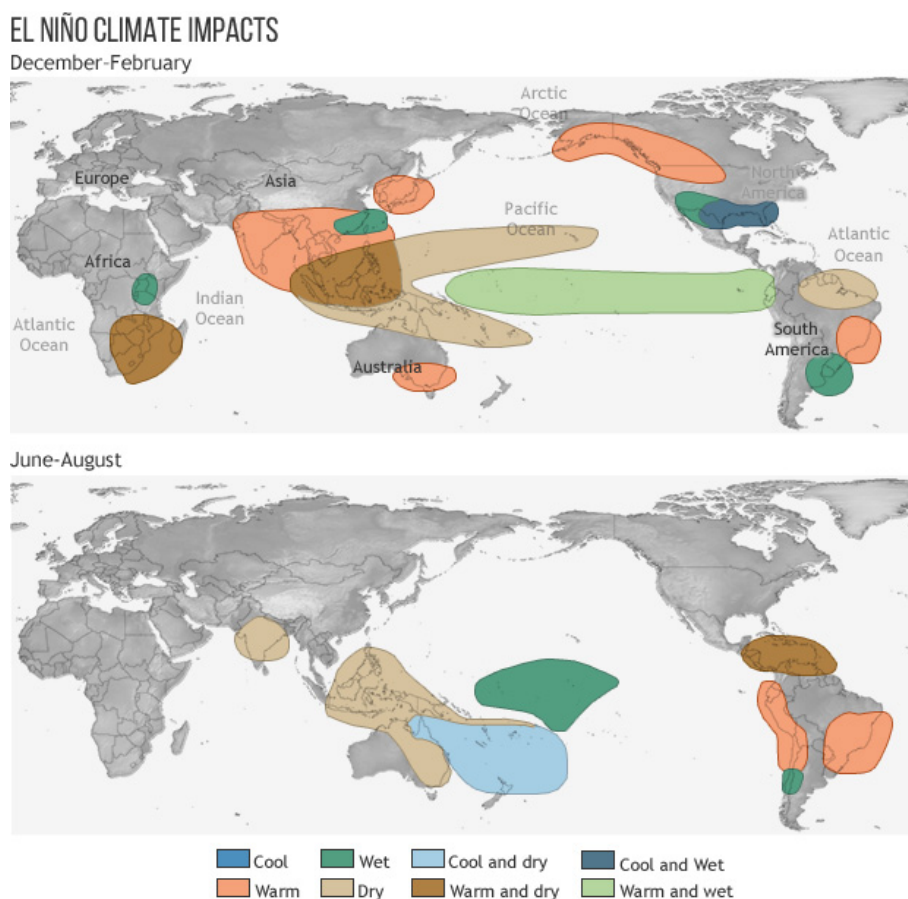 EL NIÑO CLIMATE IMPACTS
December-February
Arctic
Ocean
Europe
Asia
North
America
Pacific
Ocean
Atlantic
Ocean
Africa
Indian
Ocean
Atlantic
Ocean
South
America
Australia
June-August
Cool
Wet
Cool and dry
Cool and Wet
Warm
Dry
Warm and dry
Warm and wet